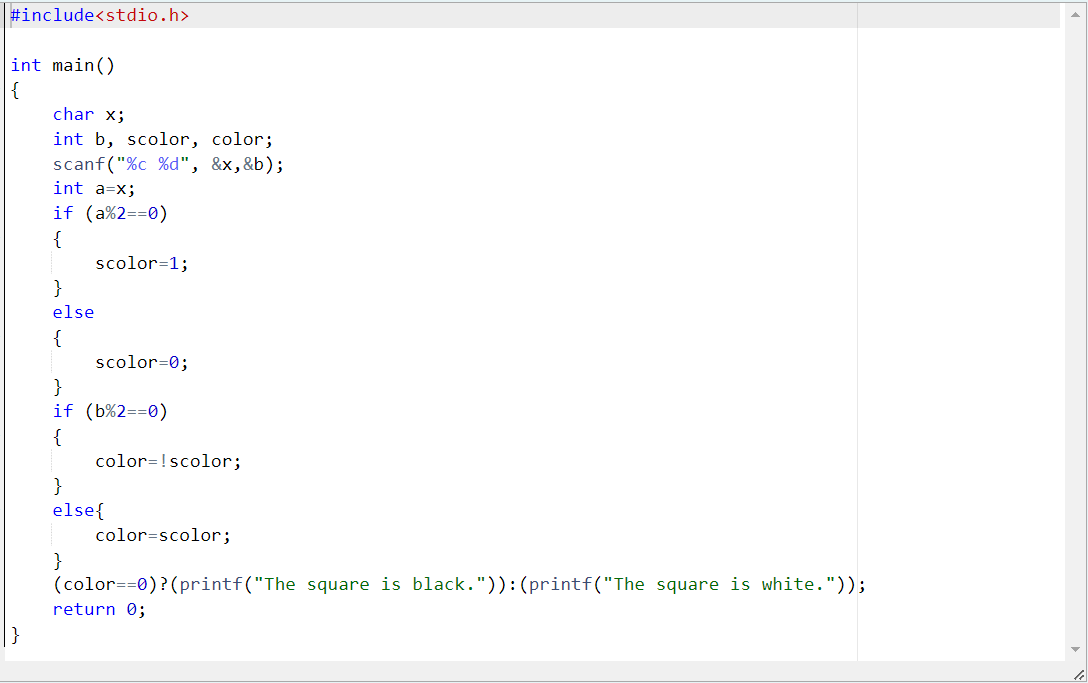 #include<stdio.h>
int main()
{
    char x;
    int b, scolor, color;
    scanf("%c %d", &x,&b);
    int a=x;
    if (a%2==0)
    {
        scolor=1;
    }
    else
    {
        scolor=0;
    }
    if (b%2==0)
    {
        color=!scolor;
    }
    else{
        color=scolor;
    }
    (color==0)?(printf("The square is black.")):(printf("The square is white."));
    return 0;
}